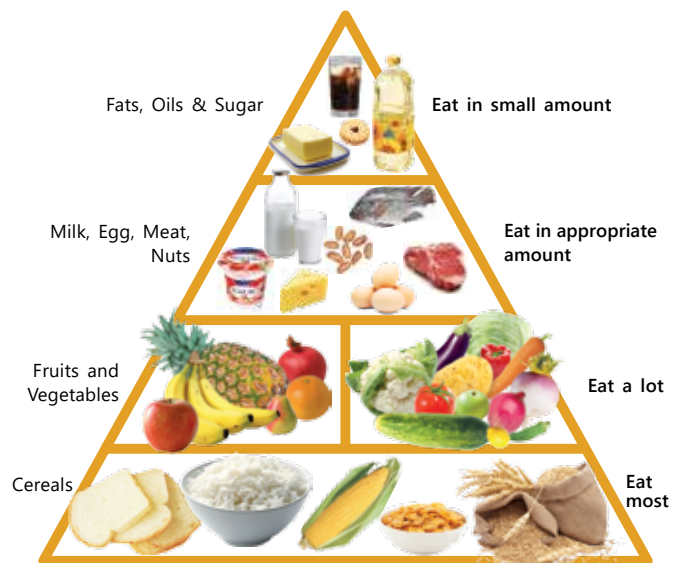 Fats, Oils & Sugar
Eat in small amount
Milk, Egg, Meat,
Nuts
Eat in appropriate
amount
Fruits and
Vegetables
Eat a lot
Cereals
Eat
most